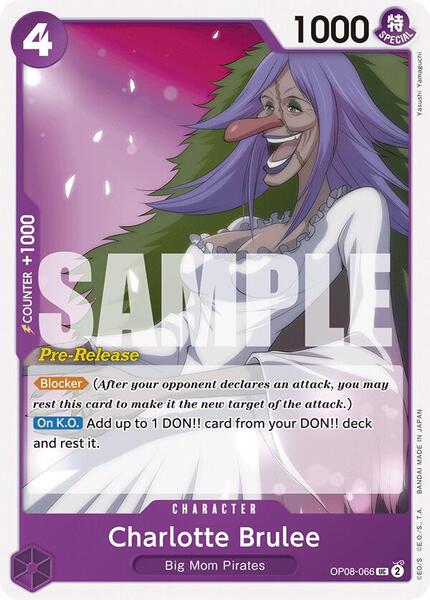 4
1000
特
SPECIAL
Yasushi Yamaguchi
⚡COUNTER +1000
SAMPLE
Pre-Release
Blocker (After your opponent declares an attack, you may
rest this card to make it the new target of the attack.)
On K.O. Add up to 1 DON!! card from your DON!! deck
and rest it.
©E.O/S ©E.O./S., T.A. BANDAI MADE IN JAPAN
CHARACTER
Charlotte Brulee
Big Mom Pirates
OP08-066 UC 2